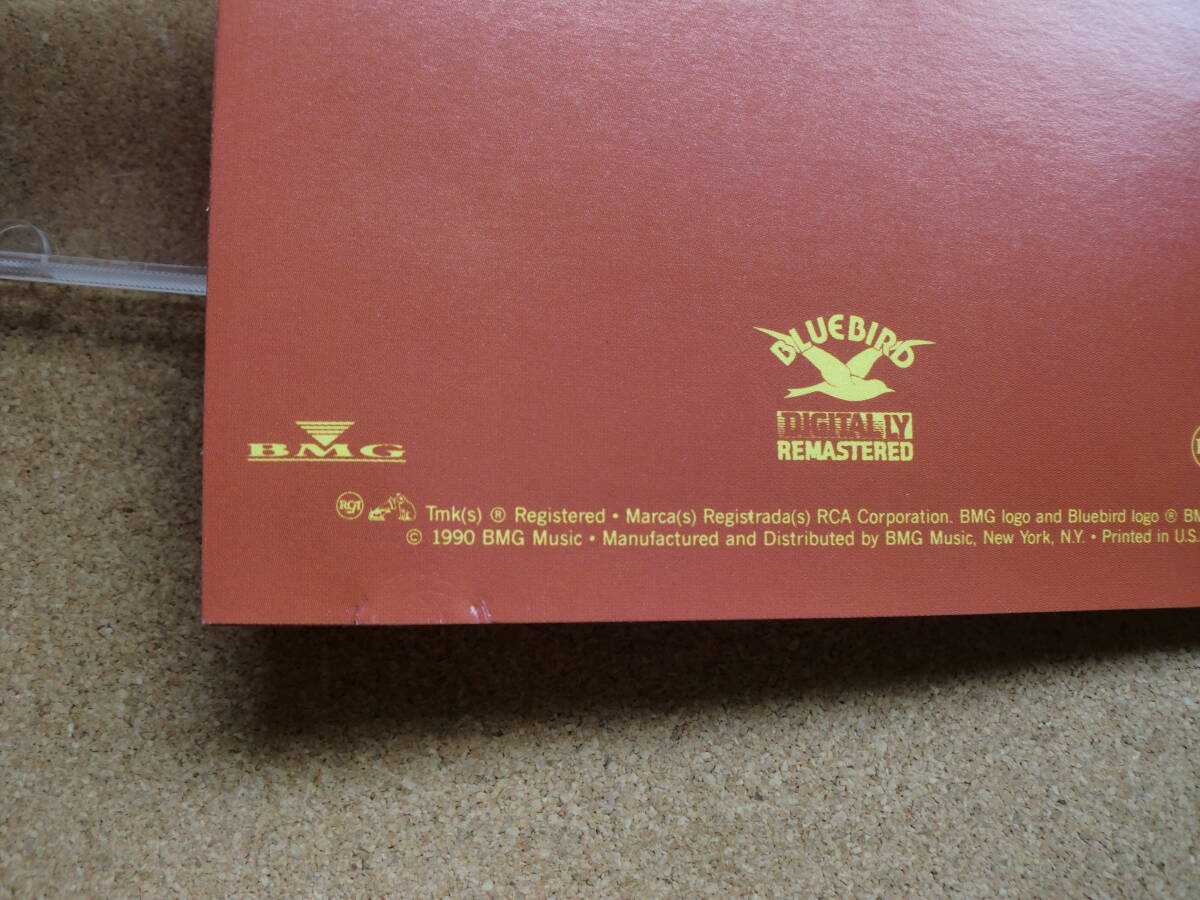 BLUEBIRD
DIGITALLY
REMASTERED
BMG
RCA Tmk(s) ® Registered • Marca(s) Registrada(s) RCA Corporation. BMG logo and Bluebird logo ®
© 1990 BMG Music • Manufactured and Distributed by BMG Music, New York, N.Y. • Printed in U.S.